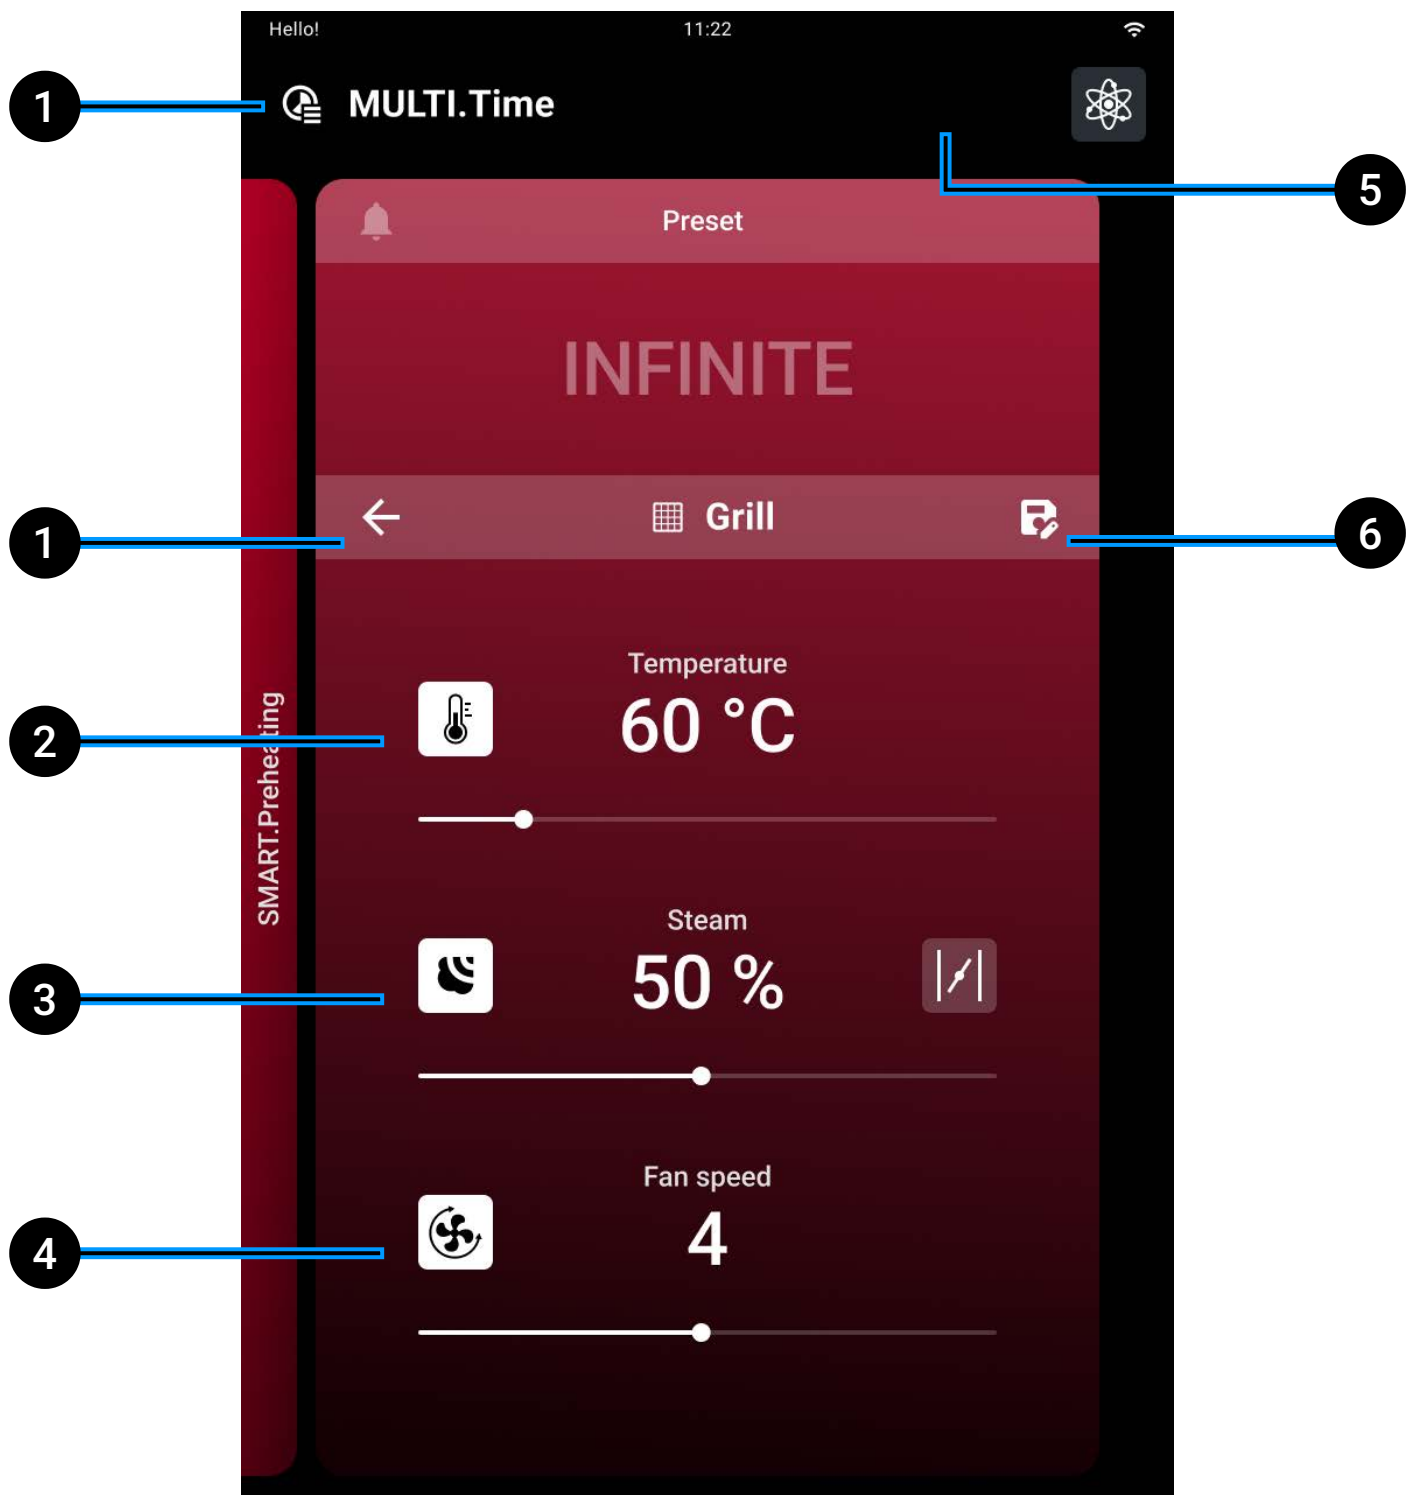 Hello! 11:22
1 MULTI.Time
5
Preset
INFINITE
1 Grill 6
Temperature
2 60 °C
SMART.Preheating
Steam
3 50 %
Fan speed
4 4